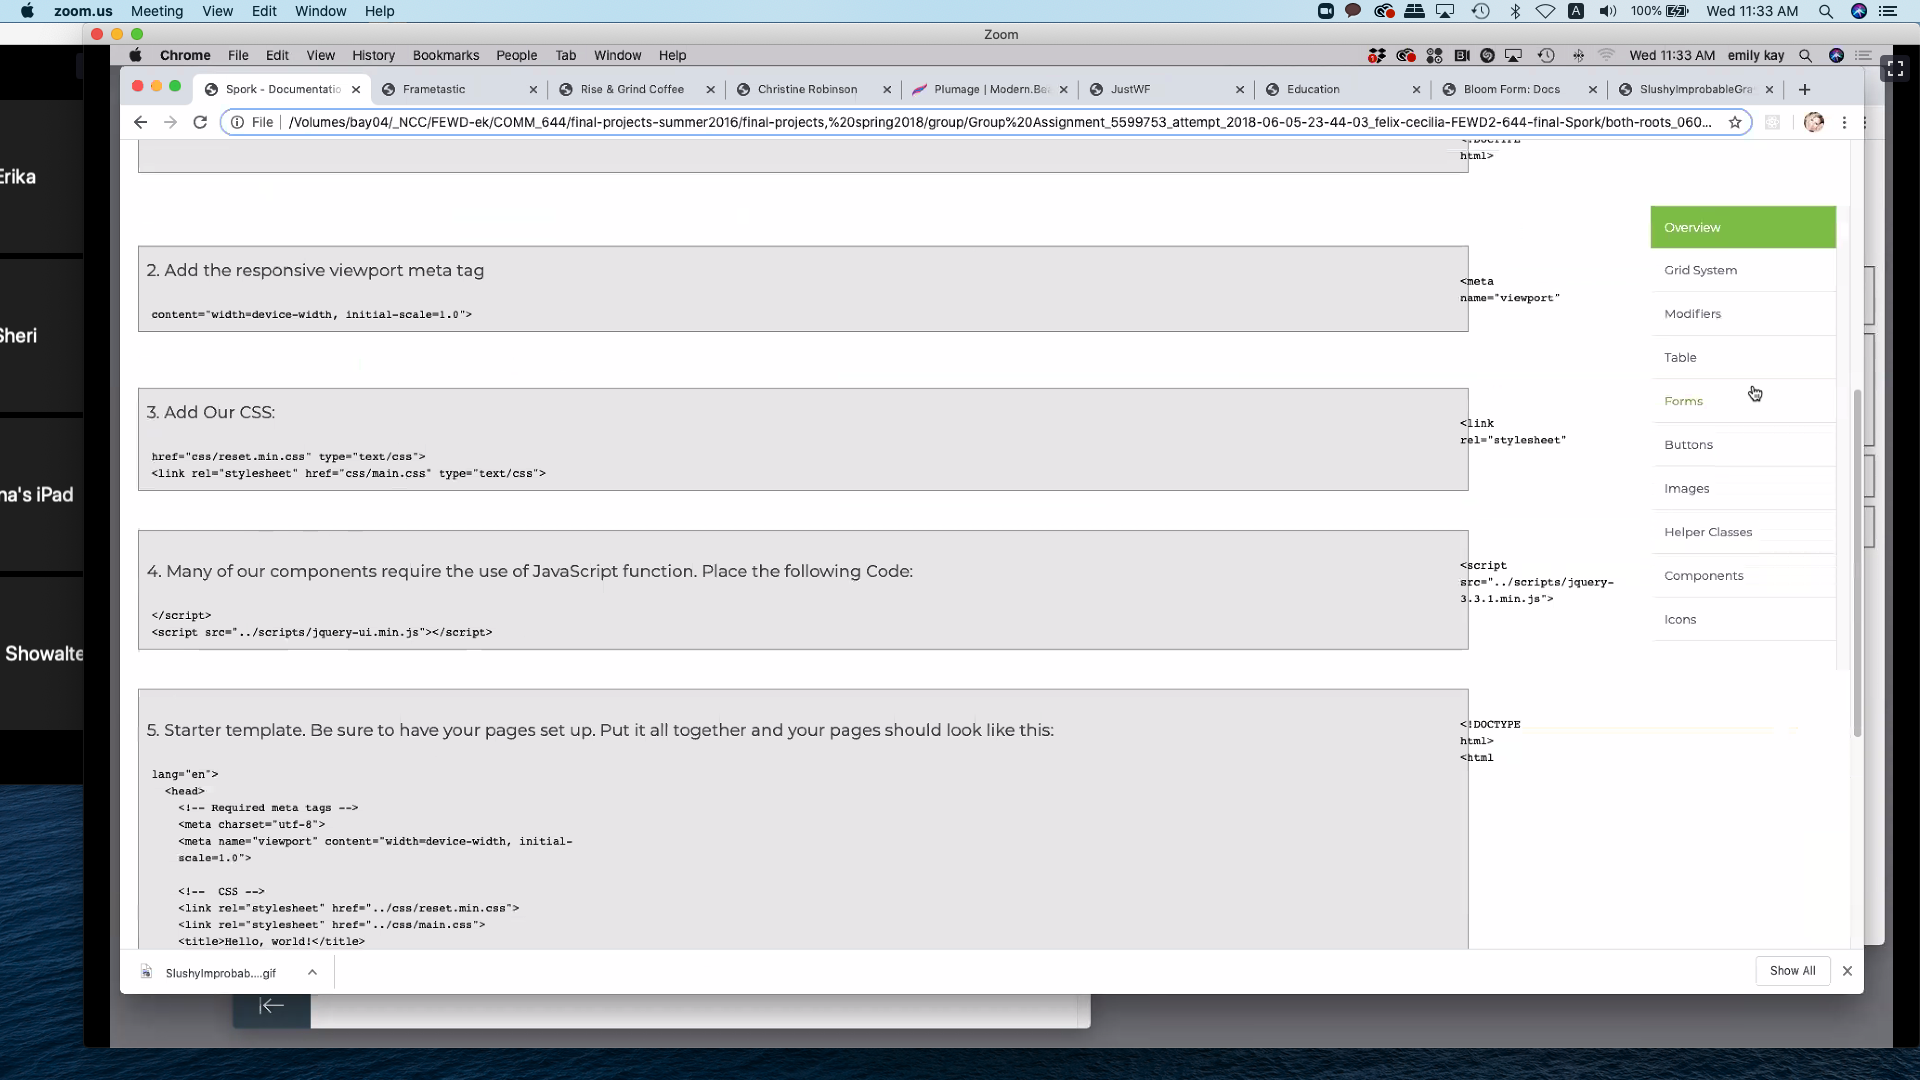 zoom.us Meeting View Edit Window Help
100% Wed 11:33 AM
Zoom
Chrome File Edit View History Bookmarks People Tab Window Help
Wed 11:33 AM emily kay
Spork - Documentatio
Frametastic
Rise & Grind Coffee
Christine Robinson
Plumage | Modern.Be
JustWF
Education
Bloom Form: Docs
SlushyImprobableGra
File /Volumes/bay04/_NCC/FEWD-ek/COMM_644/final-projects-summer2016/final-projects,%20spring2018/group/Group%20Assignment_5599753_attempt_2018-06-05-23-44-03_felix-cecilia-FEWD2-644-final-Spork/both-roots_060...
Erika
Sheri
na's iPad
Showalte
<!DOCTYPE
html>
2. Add the responsive viewport meta tag
<meta
name="viewport"
content="width=device-width, initial-scale=1.0">
3. Add Our CSS:
<link
rel="stylesheet"
href="css/reset.min.css" type="text/css">
<link rel="stylesheet" href="css/main.css" type="text/css">
4. Many of our components require the use of JavaScript function. Place the following Code:
<script
src="../scripts/jquery-
3.3.1.min.js">
</script>
<script src="../scripts/jquery-ui.min.js"></script>
5. Starter template. Be sure to have your pages set up. Put it all together and your pages should look like this:
<!DOCTYPE
html>
<html
lang="en">
<head>
<!-- Required meta tags -->
<meta charset="utf-8">
<meta name="viewport" content="width=device-width, initial-
scale=1.0">
<!-- CSS -->
<link rel="stylesheet" href="../css/reset.min.css">
<link rel="stylesheet" href="../css/main.css">
<title>Hello, world!</title>
Overview
Grid System
Modifiers
Table
Forms
Buttons
Images
Helper Classes
Components
Icons
SlushyImprobab....gif
Show All